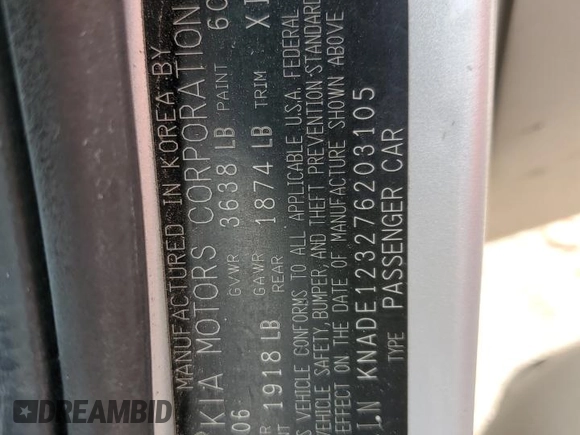 MANUFACTURED IN KOREA BY
KIA MOTORS CORPORATION
06 GVWR 3638 LB PAINT
1918 LB GAWR REAR 1874 LB TRIM
VEHICLE CONFORMS TO ALL APPLICABLE U.S.A. FEDERAL
VEHICLE SAFETY, BUMPER, AND THEFT PREVENTION STANDARD
EFFECT ON THE DATE OF MANUFACTURE SHOWN ABOVE
KNADE123276203105
TYPE PASSENGER CAR
DREAMBID